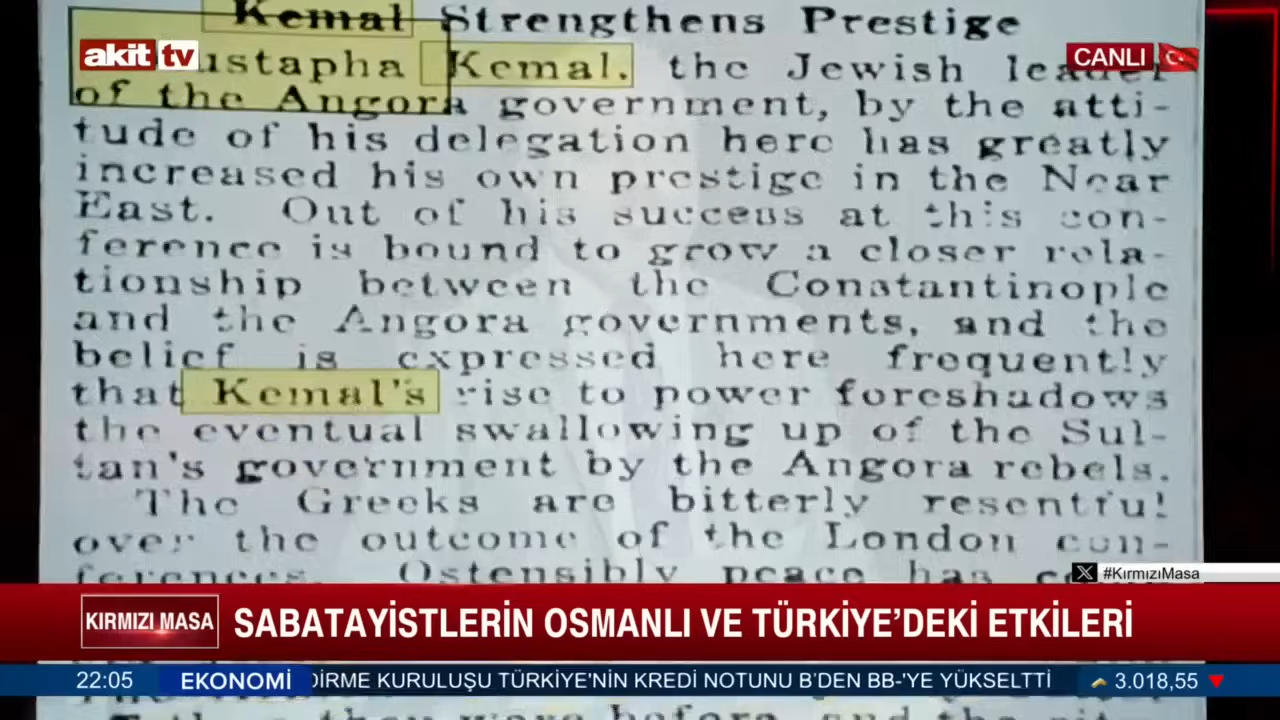 Kemal Strengthens Prestige
akit tv
ustapha Kemal, the Jewish leader
CANLI
of the Angora government, by the atti-
tude of his delegation here has greatly
increased his own prestige in the Near
East. Out of his success at this con-
ference is bound to grow a closer rela-
tionship between the Constantinople
and the Angora governments, and the
belief is expressed here frequently
that Kemal's rise to power foreshadows
the eventual swallowing up of the Sul-
tan's government by the Angora rebels.
The Greeks are bitterly resentful
over the outcome of the London con-
ferences. Ostensibly peace has
X #KırmızıMasa
KIRMIZI MASA
SABATAYİSTLERİN OSMANLI VE TÜRKİYE’DEKİ ETKİLERİ
22:05 EKONOMİ DİRME KURULUŞU TÜRKİYE'NİN KREDİ NOTUNU B’DEN BB-'YE YÜKSELTTİ 3.018,55